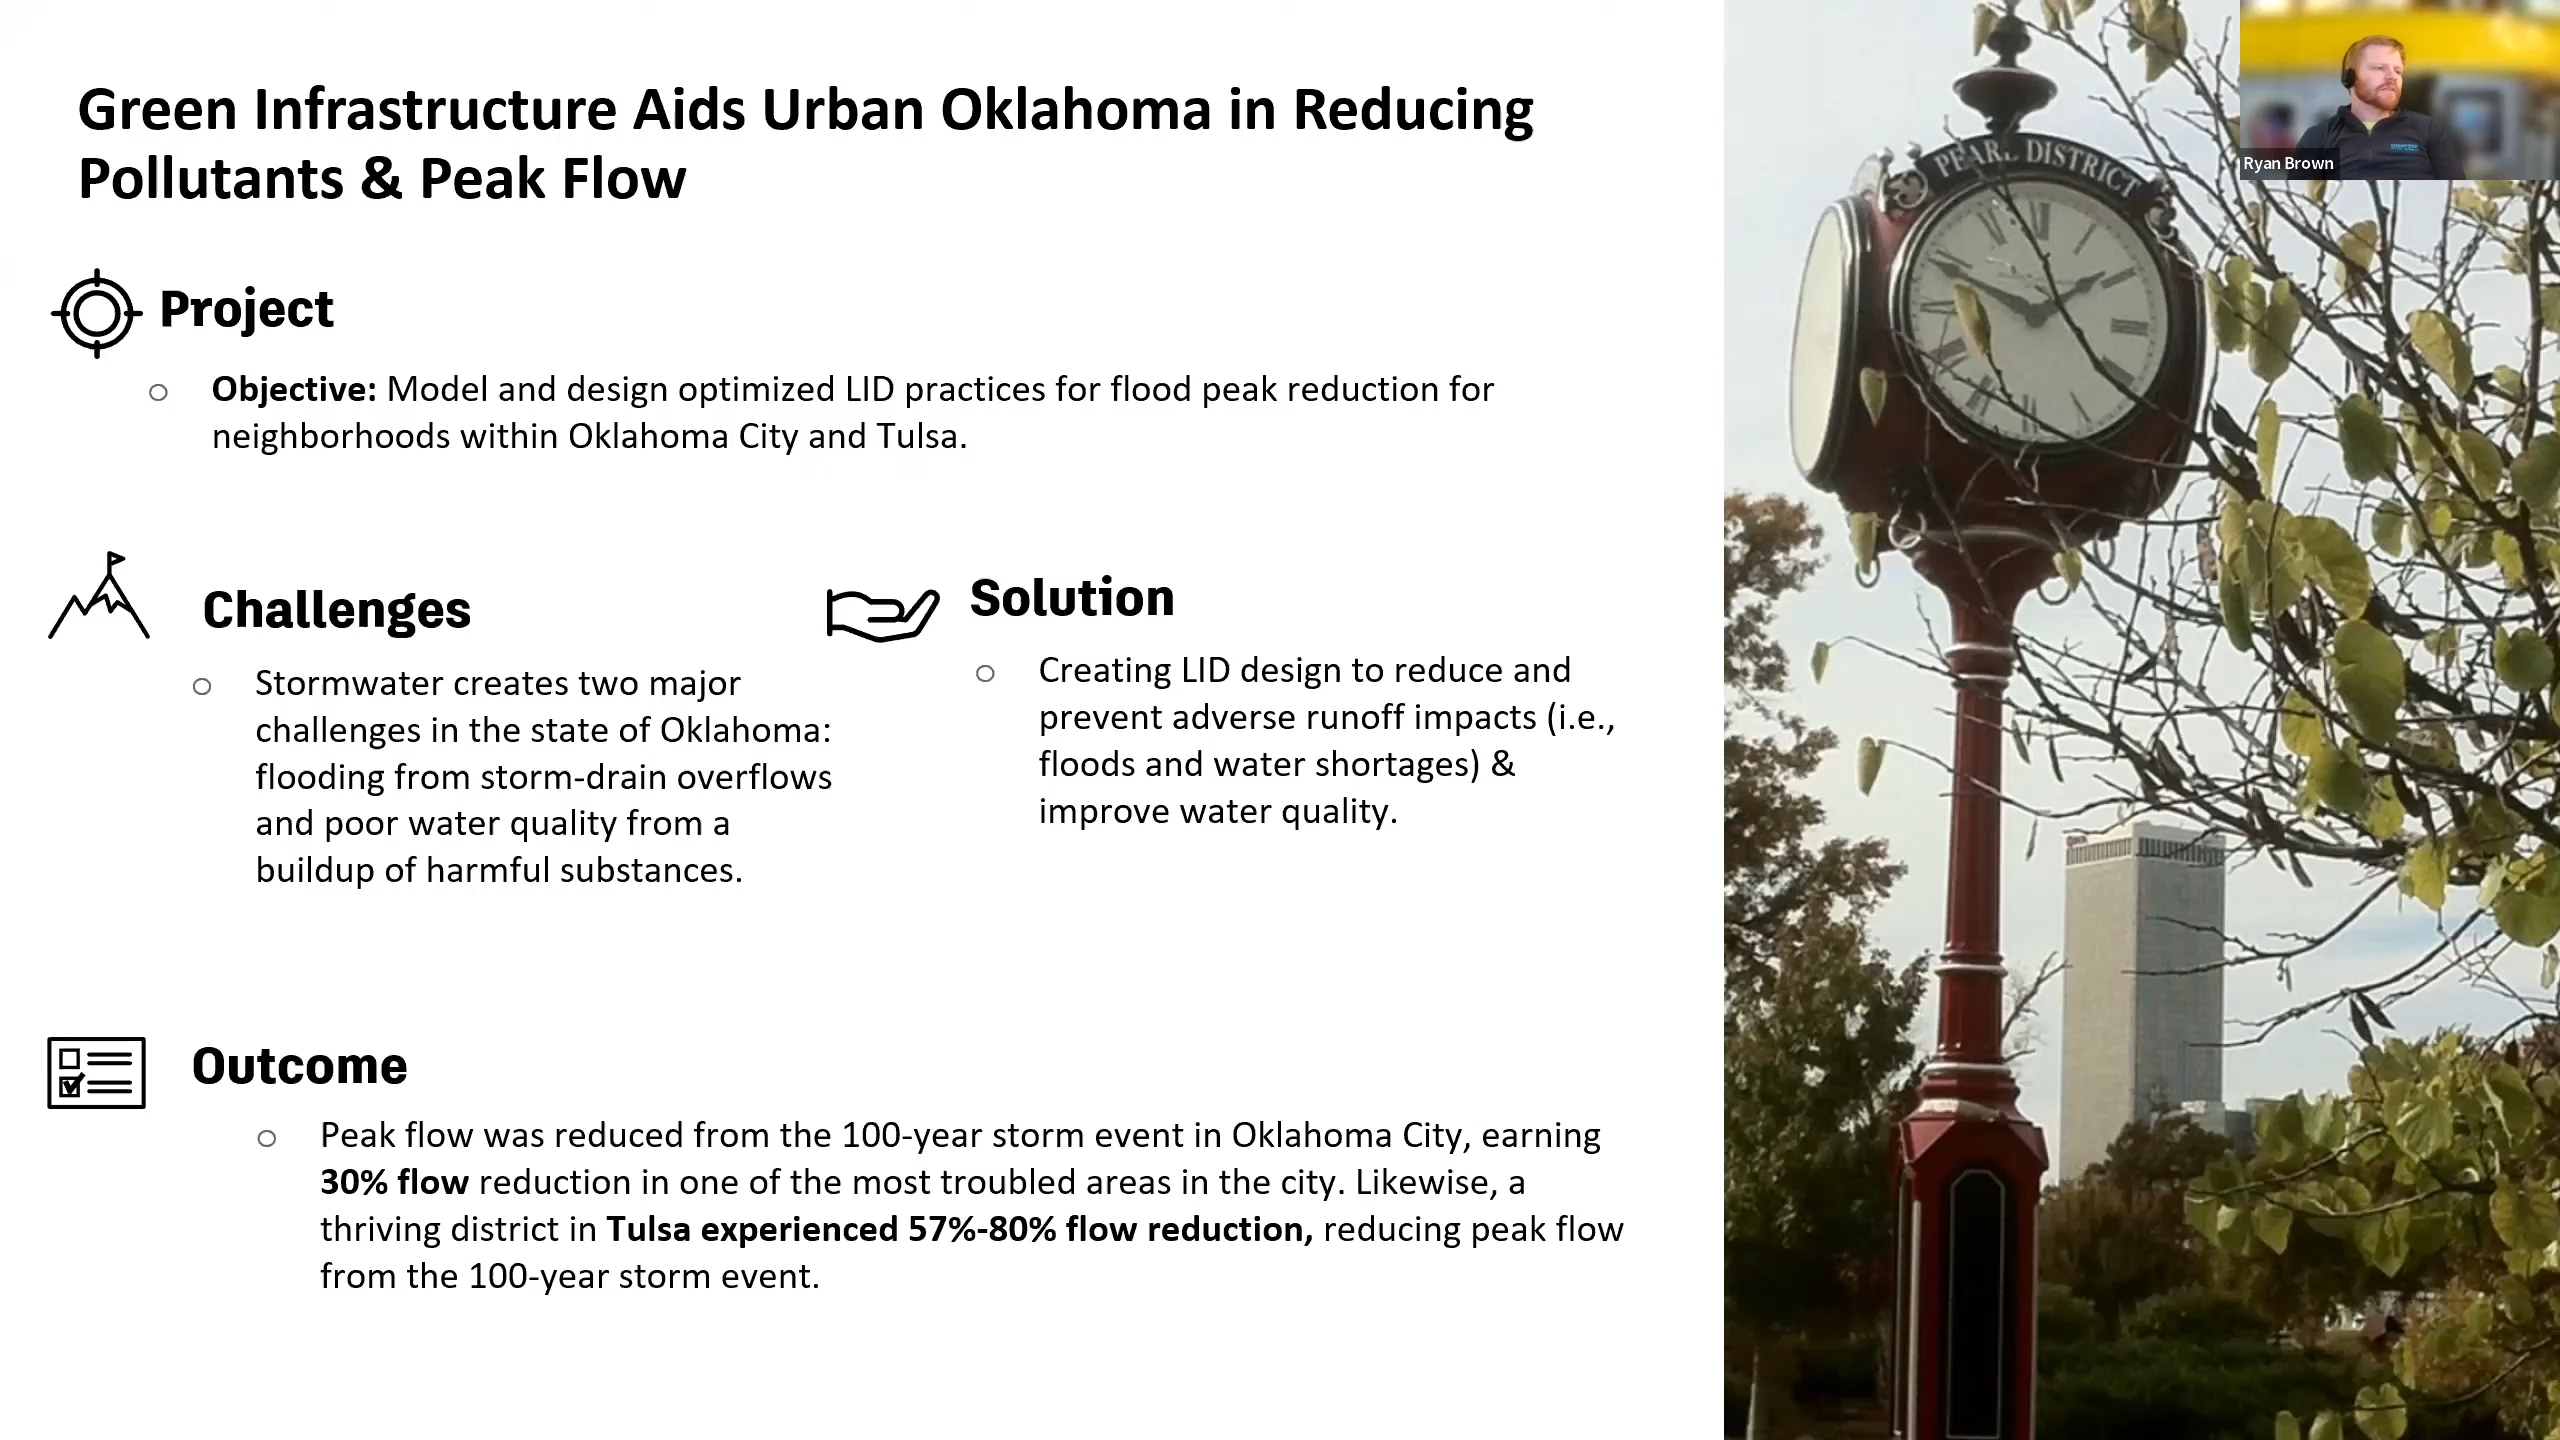 Green Infrastructure Aids Urban Oklahoma in Reducing
Pollutants & Peak Flow
Project
Objective: Model and design optimized LID practices for flood peak reduction for
neighborhoods within Oklahoma City and Tulsa.
Challenges
Stormwater creates two major
challenges in the state of Oklahoma:
flooding from storm-drain overflows
and poor water quality from a
buildup of harmful substances.
Solution
Creating LID design to reduce and
prevent adverse runoff impacts (i.e.,
floods and water shortages) &
improve water quality.
Outcome
Peak flow was reduced from the 100-year storm event in Oklahoma City, earning
30% flow reduction in one of the most troubled areas in the city. Likewise, a
thriving district in Tulsa experienced 57%-80% flow reduction, reducing peak flow
from the 100-year storm event.
PEARL DISTRICT
Ryan Brown